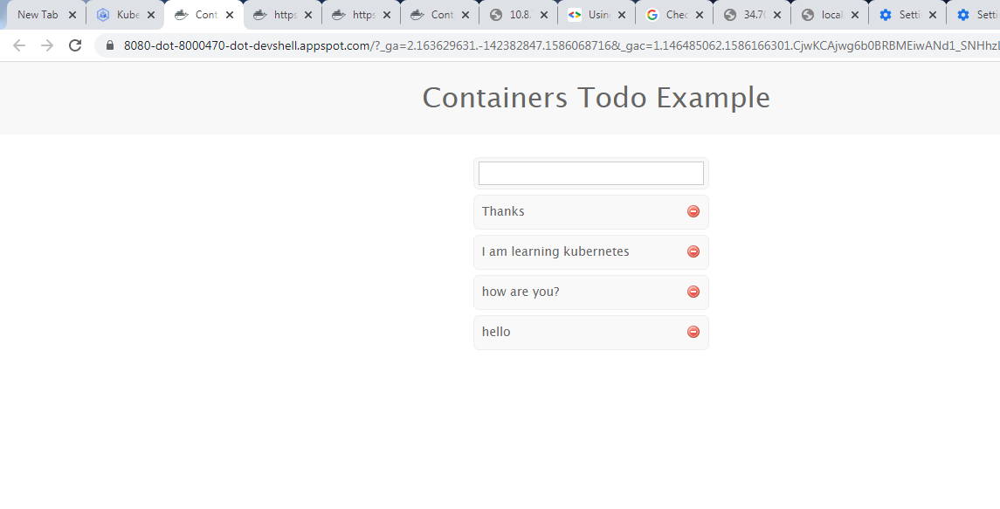 New Tab
Kube
Cont
https
https
Cont
10.8.
Usin
Chec
34.70
local
Setti
Setti
8080-dot-8000470-dot-devshell.appspot.com/?_ga=2.163629631.-142382847.1586068716&_gac=1.146485062.1586166301.CjwKCAjwg6b0BRBMEiwANd1_SNHhzI
Containers Todo Example
Thanks
I am learning kubernetes
how are you?
hello